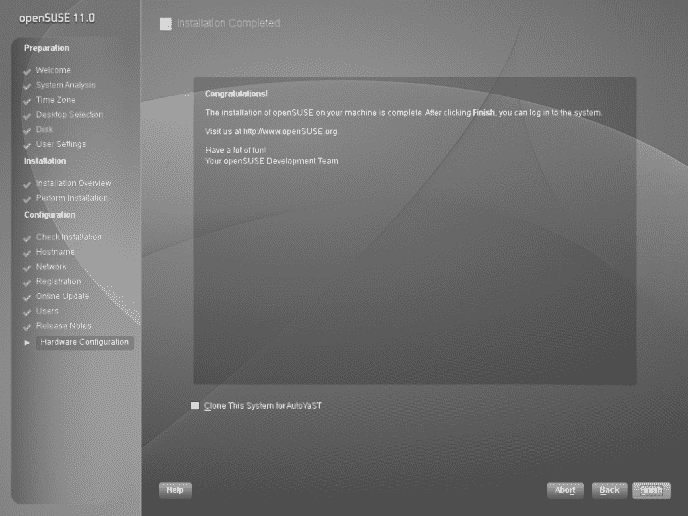 openSUSE 11.0
Preparation
Welcome
System Analysis
Time Zone
Desktop Selection
Disk
User Settings
Installation
Installation Overview
Perform Installation
Configuration
Check Installation
Hostname
Network
Registration
Online Update
Users
Release Notes
Hardware Configuration
Installation Completed
Congratulations!
The installation of openSUSE on your machine is complete. After clicking Finish, you can log in to the system.
Visit us at http://www.openSUSE.org.
Have a lot of fun!
Your openSUSE Development Team
Clone This System for AutoYaST
Help
Abort
Back
Finish